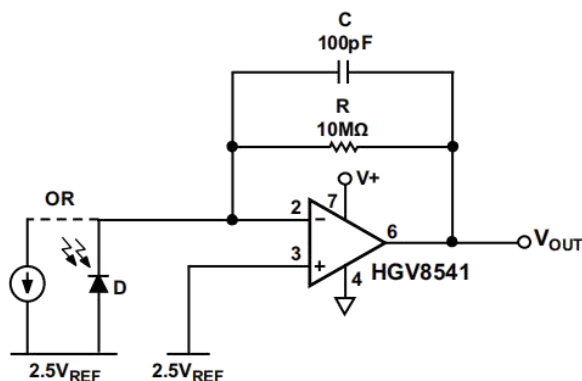 C
100pF
R
10MΩ
V+
OR
2
7
−
6
VOUT
3
+
4
HGV8541
D
2.5VREF
2.5VREF